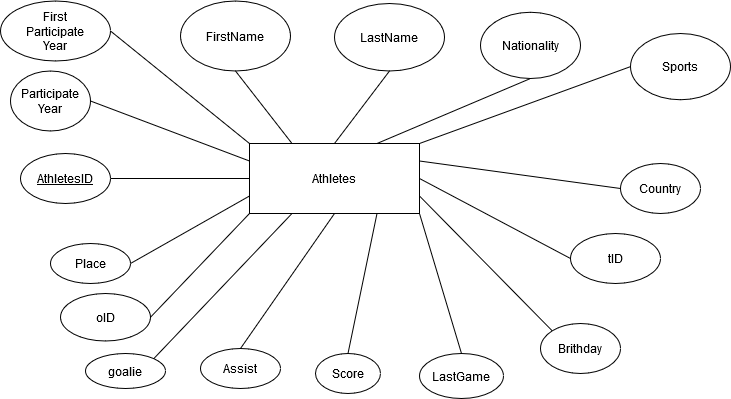 First
Participate
Year
FirstName
LastName
Nationality
Sports
Participate
Year
AthletesID
Athletes
Country
Place
tID
oID
Brithday
goalie
Assist
Score
LastGame